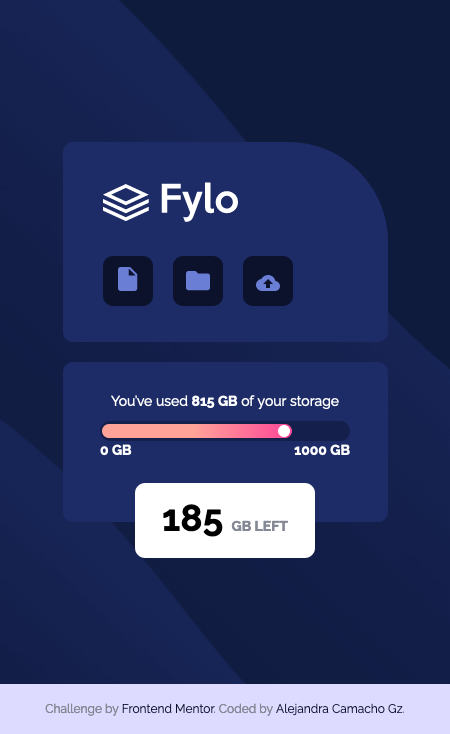 Fylo
You've used 815 GB of your storage
0 GB 1000 GB
185 GB LEFT
Challenge by Frontend Mentor. Coded by Alejandra Camacho Gz.